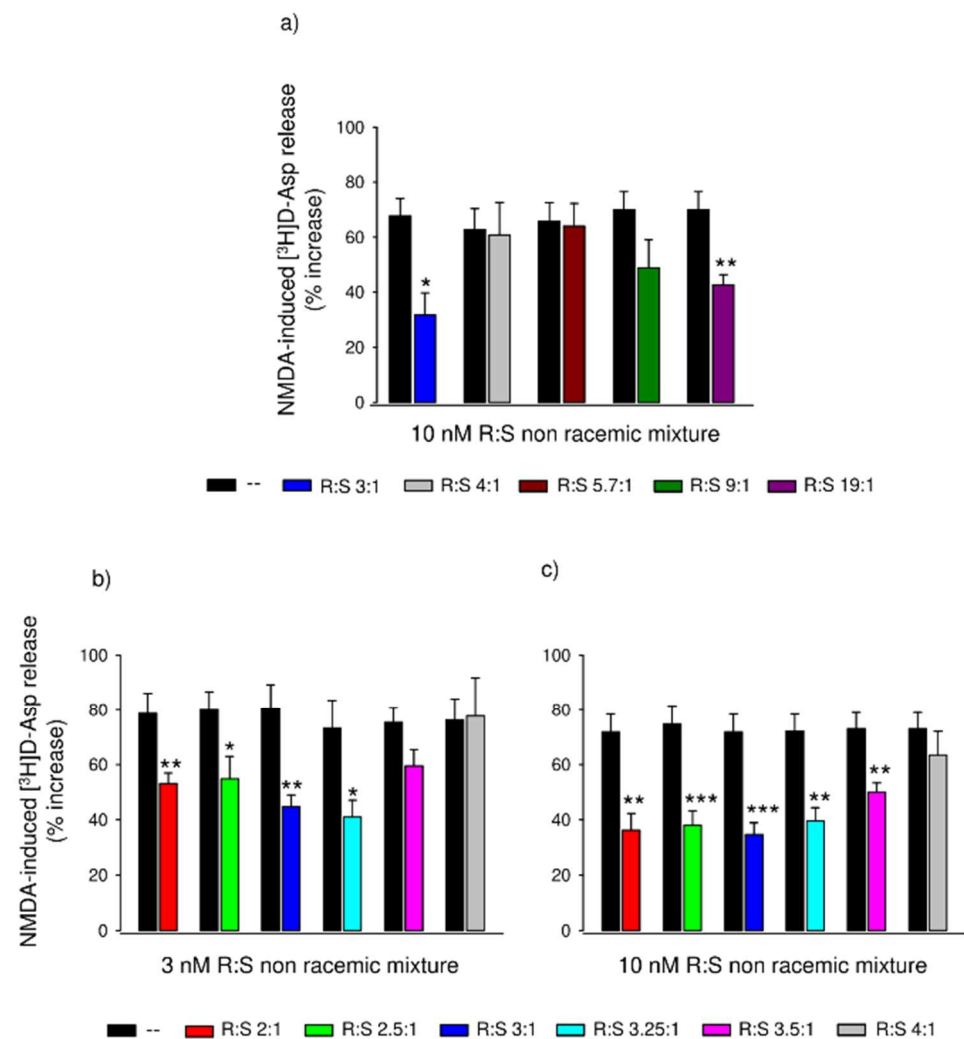 a)
NMDA-induced [³H]D-Asp release
(% increase)
100
80
60
40
20
0
*
**
10 nM R:S non racemic mixture
-- R:S 3:1 R:S 4:1 R:S 5.7:1 R:S 9:1 R:S 19:1
b)
NMDA-induced [³H]D-Asp release
(% increase)
100
80
60
40
20
0
** * ** *
3 nM R:S non racemic mixture
c)
100
80
60
40
20
0
** *** *** ** **
10 nM R:S non racemic mixture
-- R:S 2:1 R:S 2.5:1 R:S 3:1 R:S 3.25:1 R:S 3.5:1 R:S 4:1